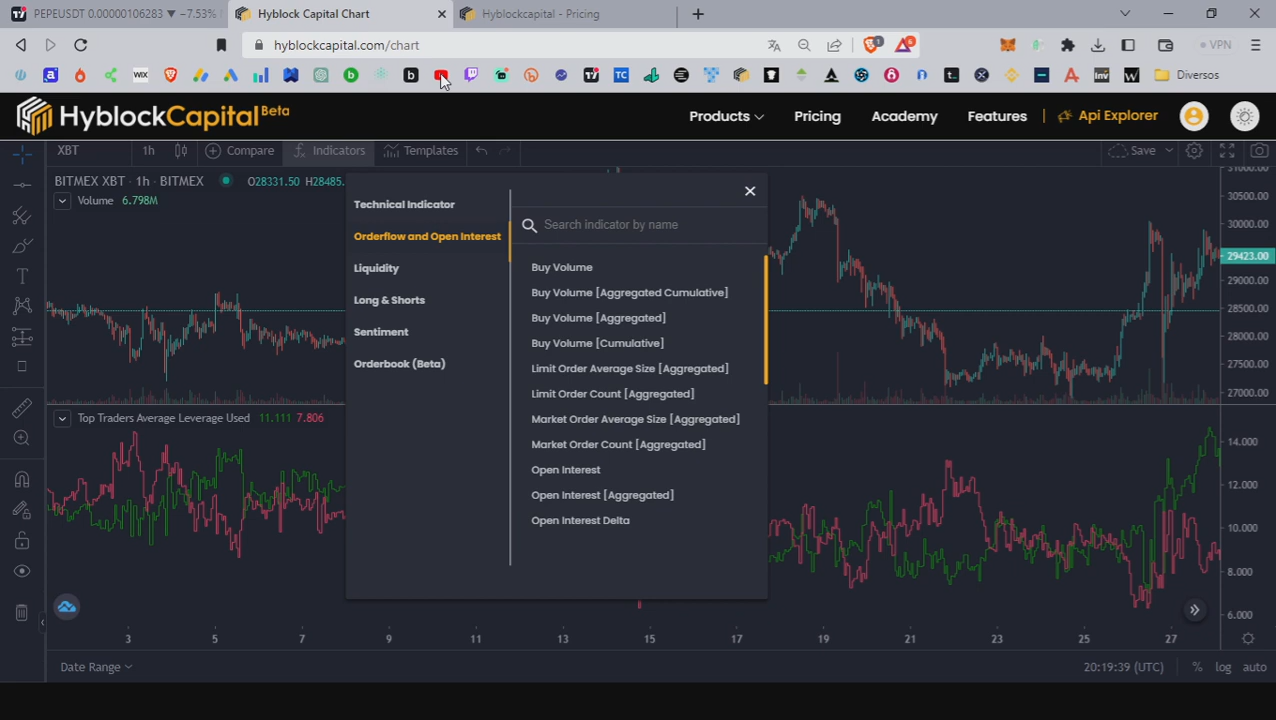 PEPEUSDT 0.00000106283 ▼ −7.53%
Hyblock Capital Chart
Hyblockcapital - Pricing
hyblockcapital.com/chart
VPN
Diversos
HyblockCapital Beta
Products
Pricing
Academy
Features
Api Explorer
XBT
1h
Compare
Indicators
Templates
Save
BITMEX XBT · 1h · BITMEX
O28331.50 H28485.
Volume 6.798M
Technical Indicator
Orderflow and Open Interest
Liquidity
Long & Shorts
Sentiment
Orderbook (Beta)
Search indicator by name
Buy Volume
Buy Volume [Aggregated Cumulative]
Buy Volume [Aggregated]
Buy Volume [Cumulative]
Limit Order Average Size [Aggregated]
Limit Order Count [Aggregated]
Market Order Average Size [Aggregated]
Market Order Count [Aggregated]
Open Interest
Open Interest [Aggregated]
Open Interest Delta
31000.00
30500.00
30000.00
29423.00
29000.00
28500.00
28000.00
27500.00
27000.00
Top Traders Average Leverage Used 11.111 7.806
14.000
12.000
10.000
8.000
6.000
3 5 7 9 11 13 15 17 19 21 23 25 27
Date Range
20:19:39 (UTC)
% log auto